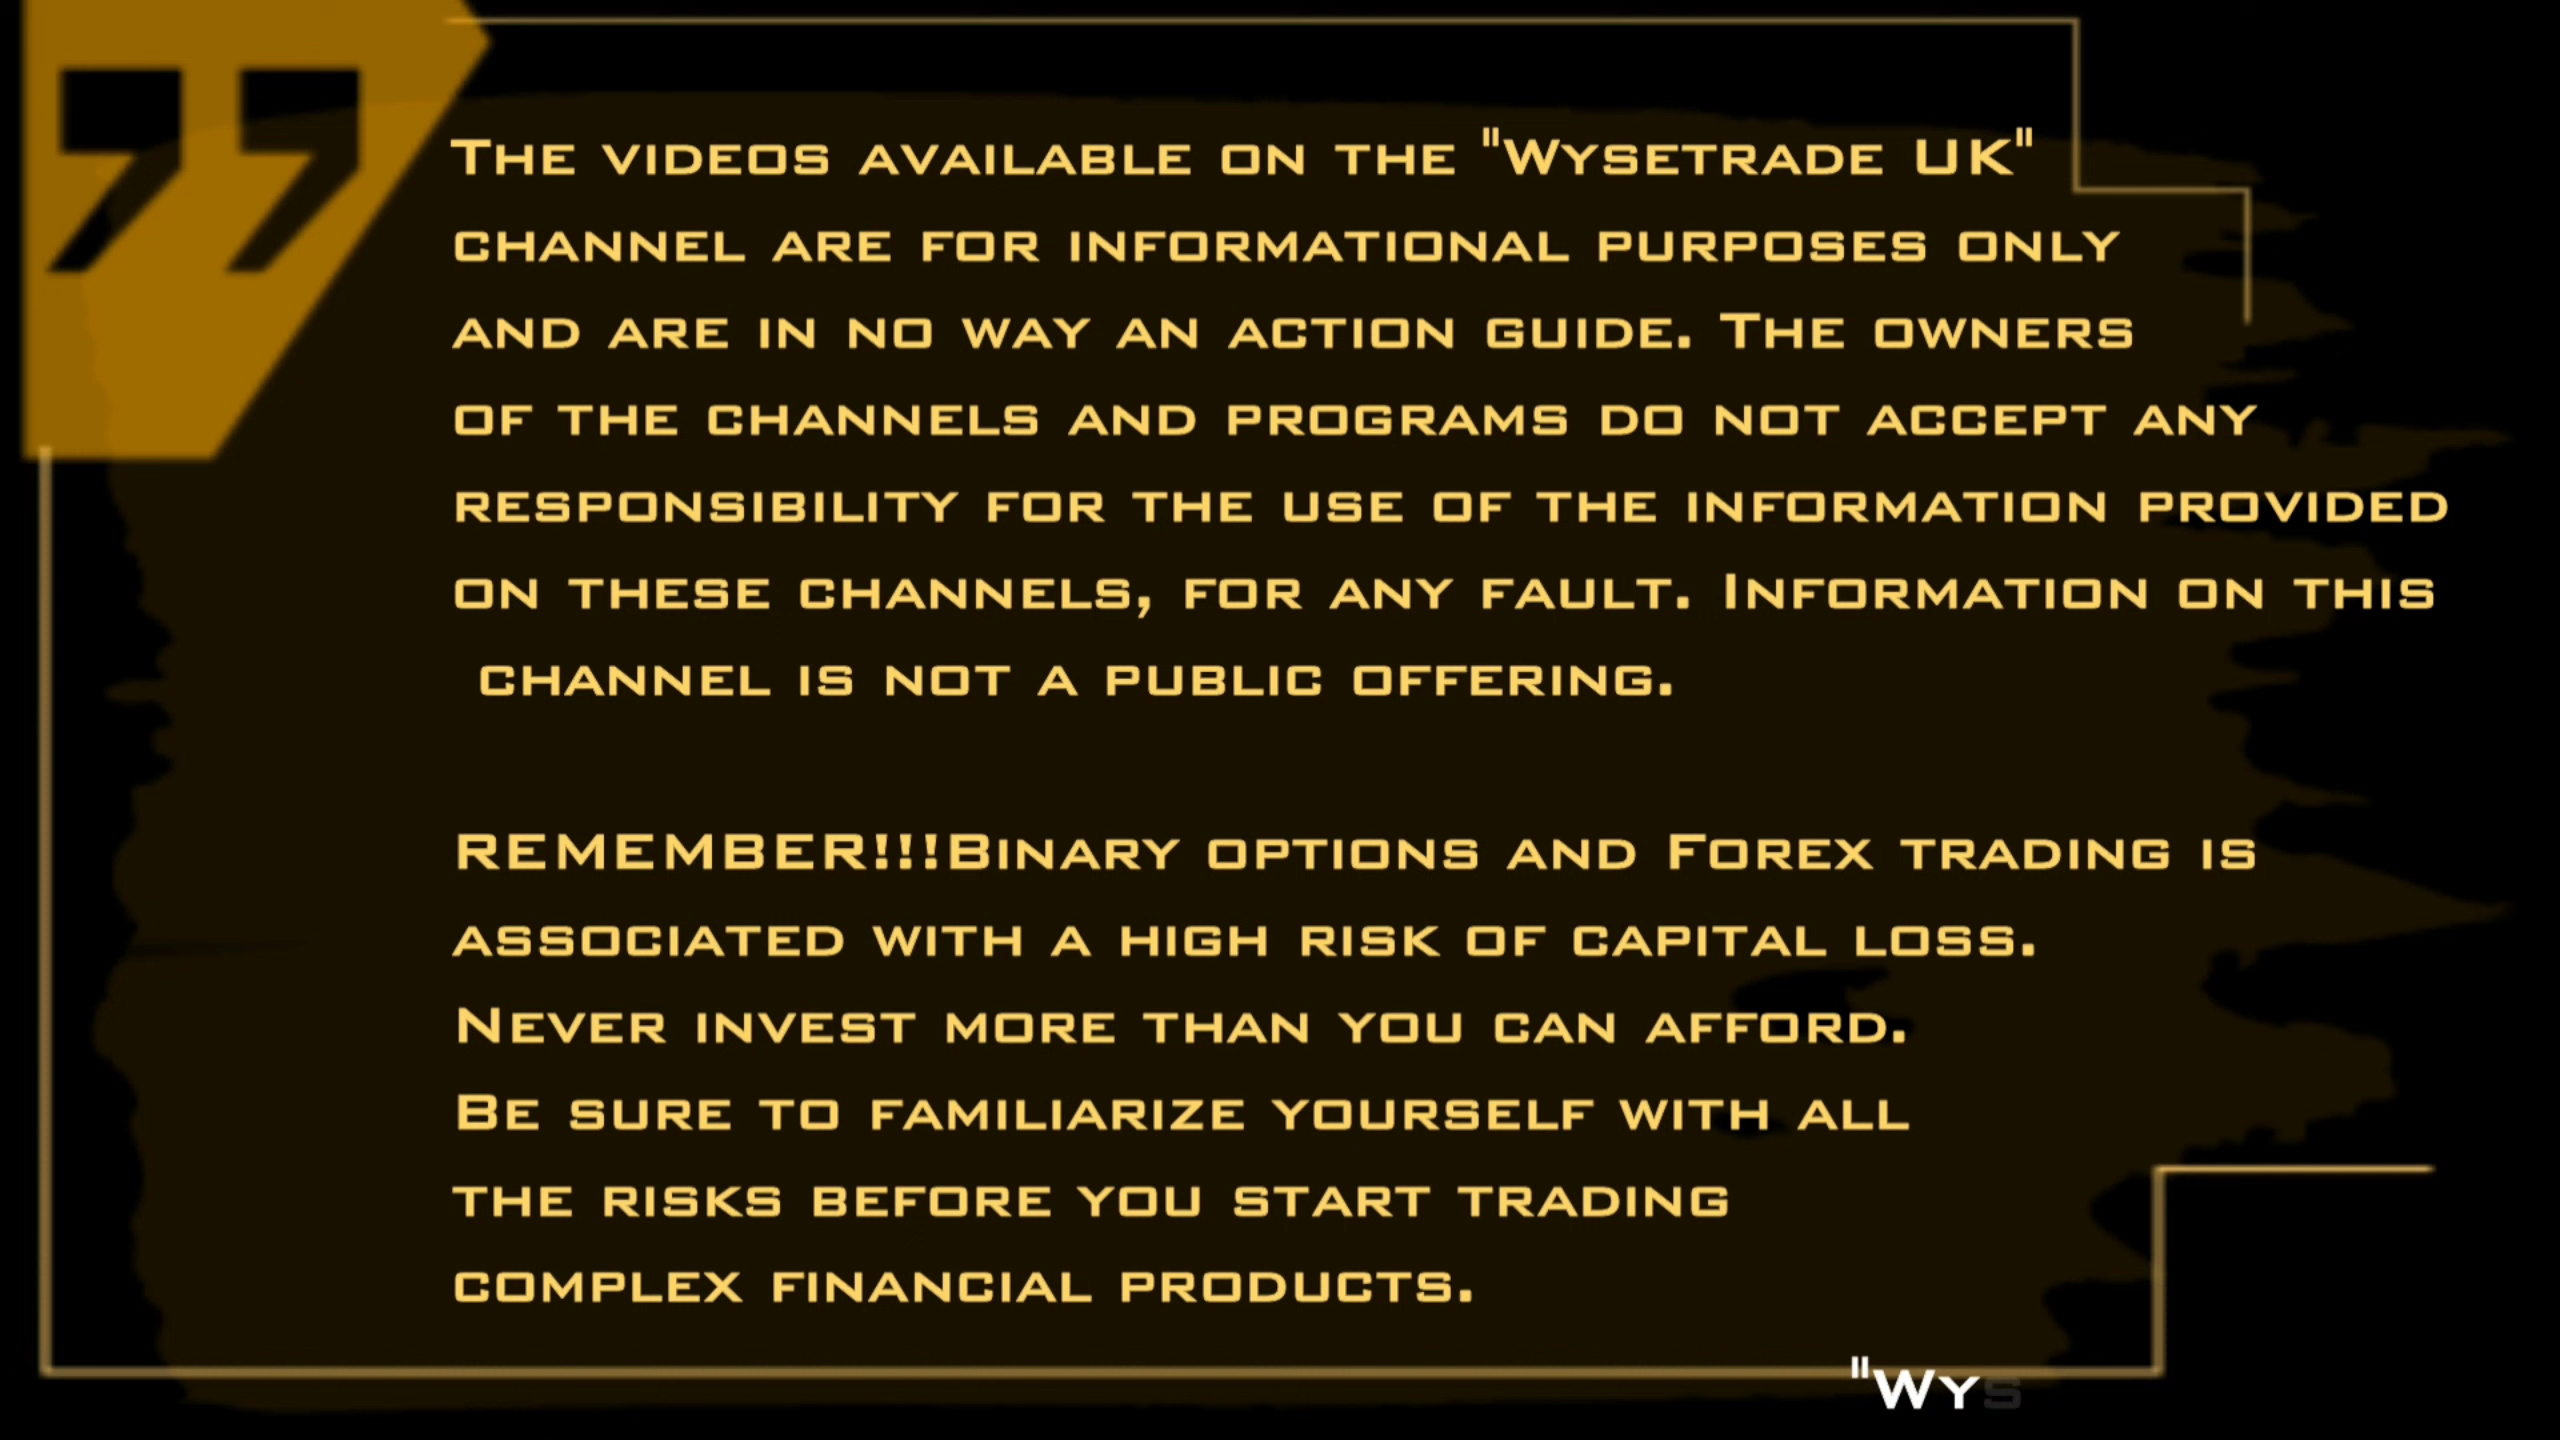 The videos available on the "Wysetrade UK"
channel are for informational purposes only
and are in no way an action guide. The owners
of the channels and programs do not accept any
responsibility for the use of the information provided
on these channels, for any fault. Information on this
channel is not a public offering.
REMEMBER!!!Binary options and Forex trading is
associated with a high risk of capital loss.
Never invest more than you can afford.
Be sure to familiarize yourself with all
the risks before you start trading
complex financial products.
"Wys